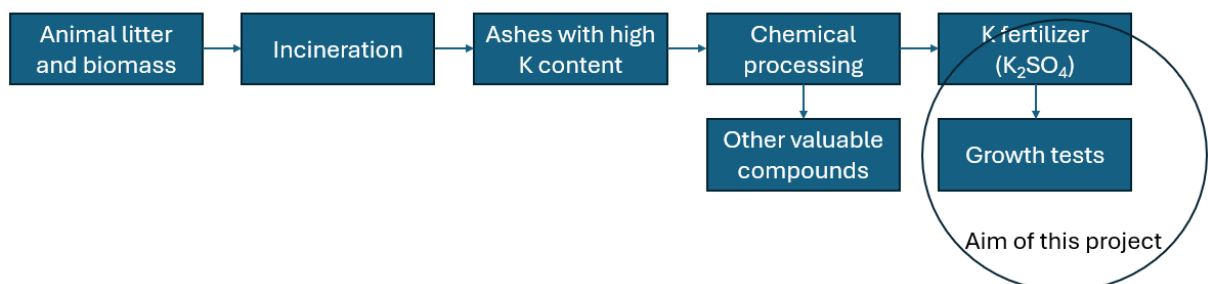 Animal litter
and biomass
Incineration
Ashes with high
K content
Chemical
processing
K fertilizer
(K₂SO₄)
Other valuable
compounds
Growth tests
Aim of this project